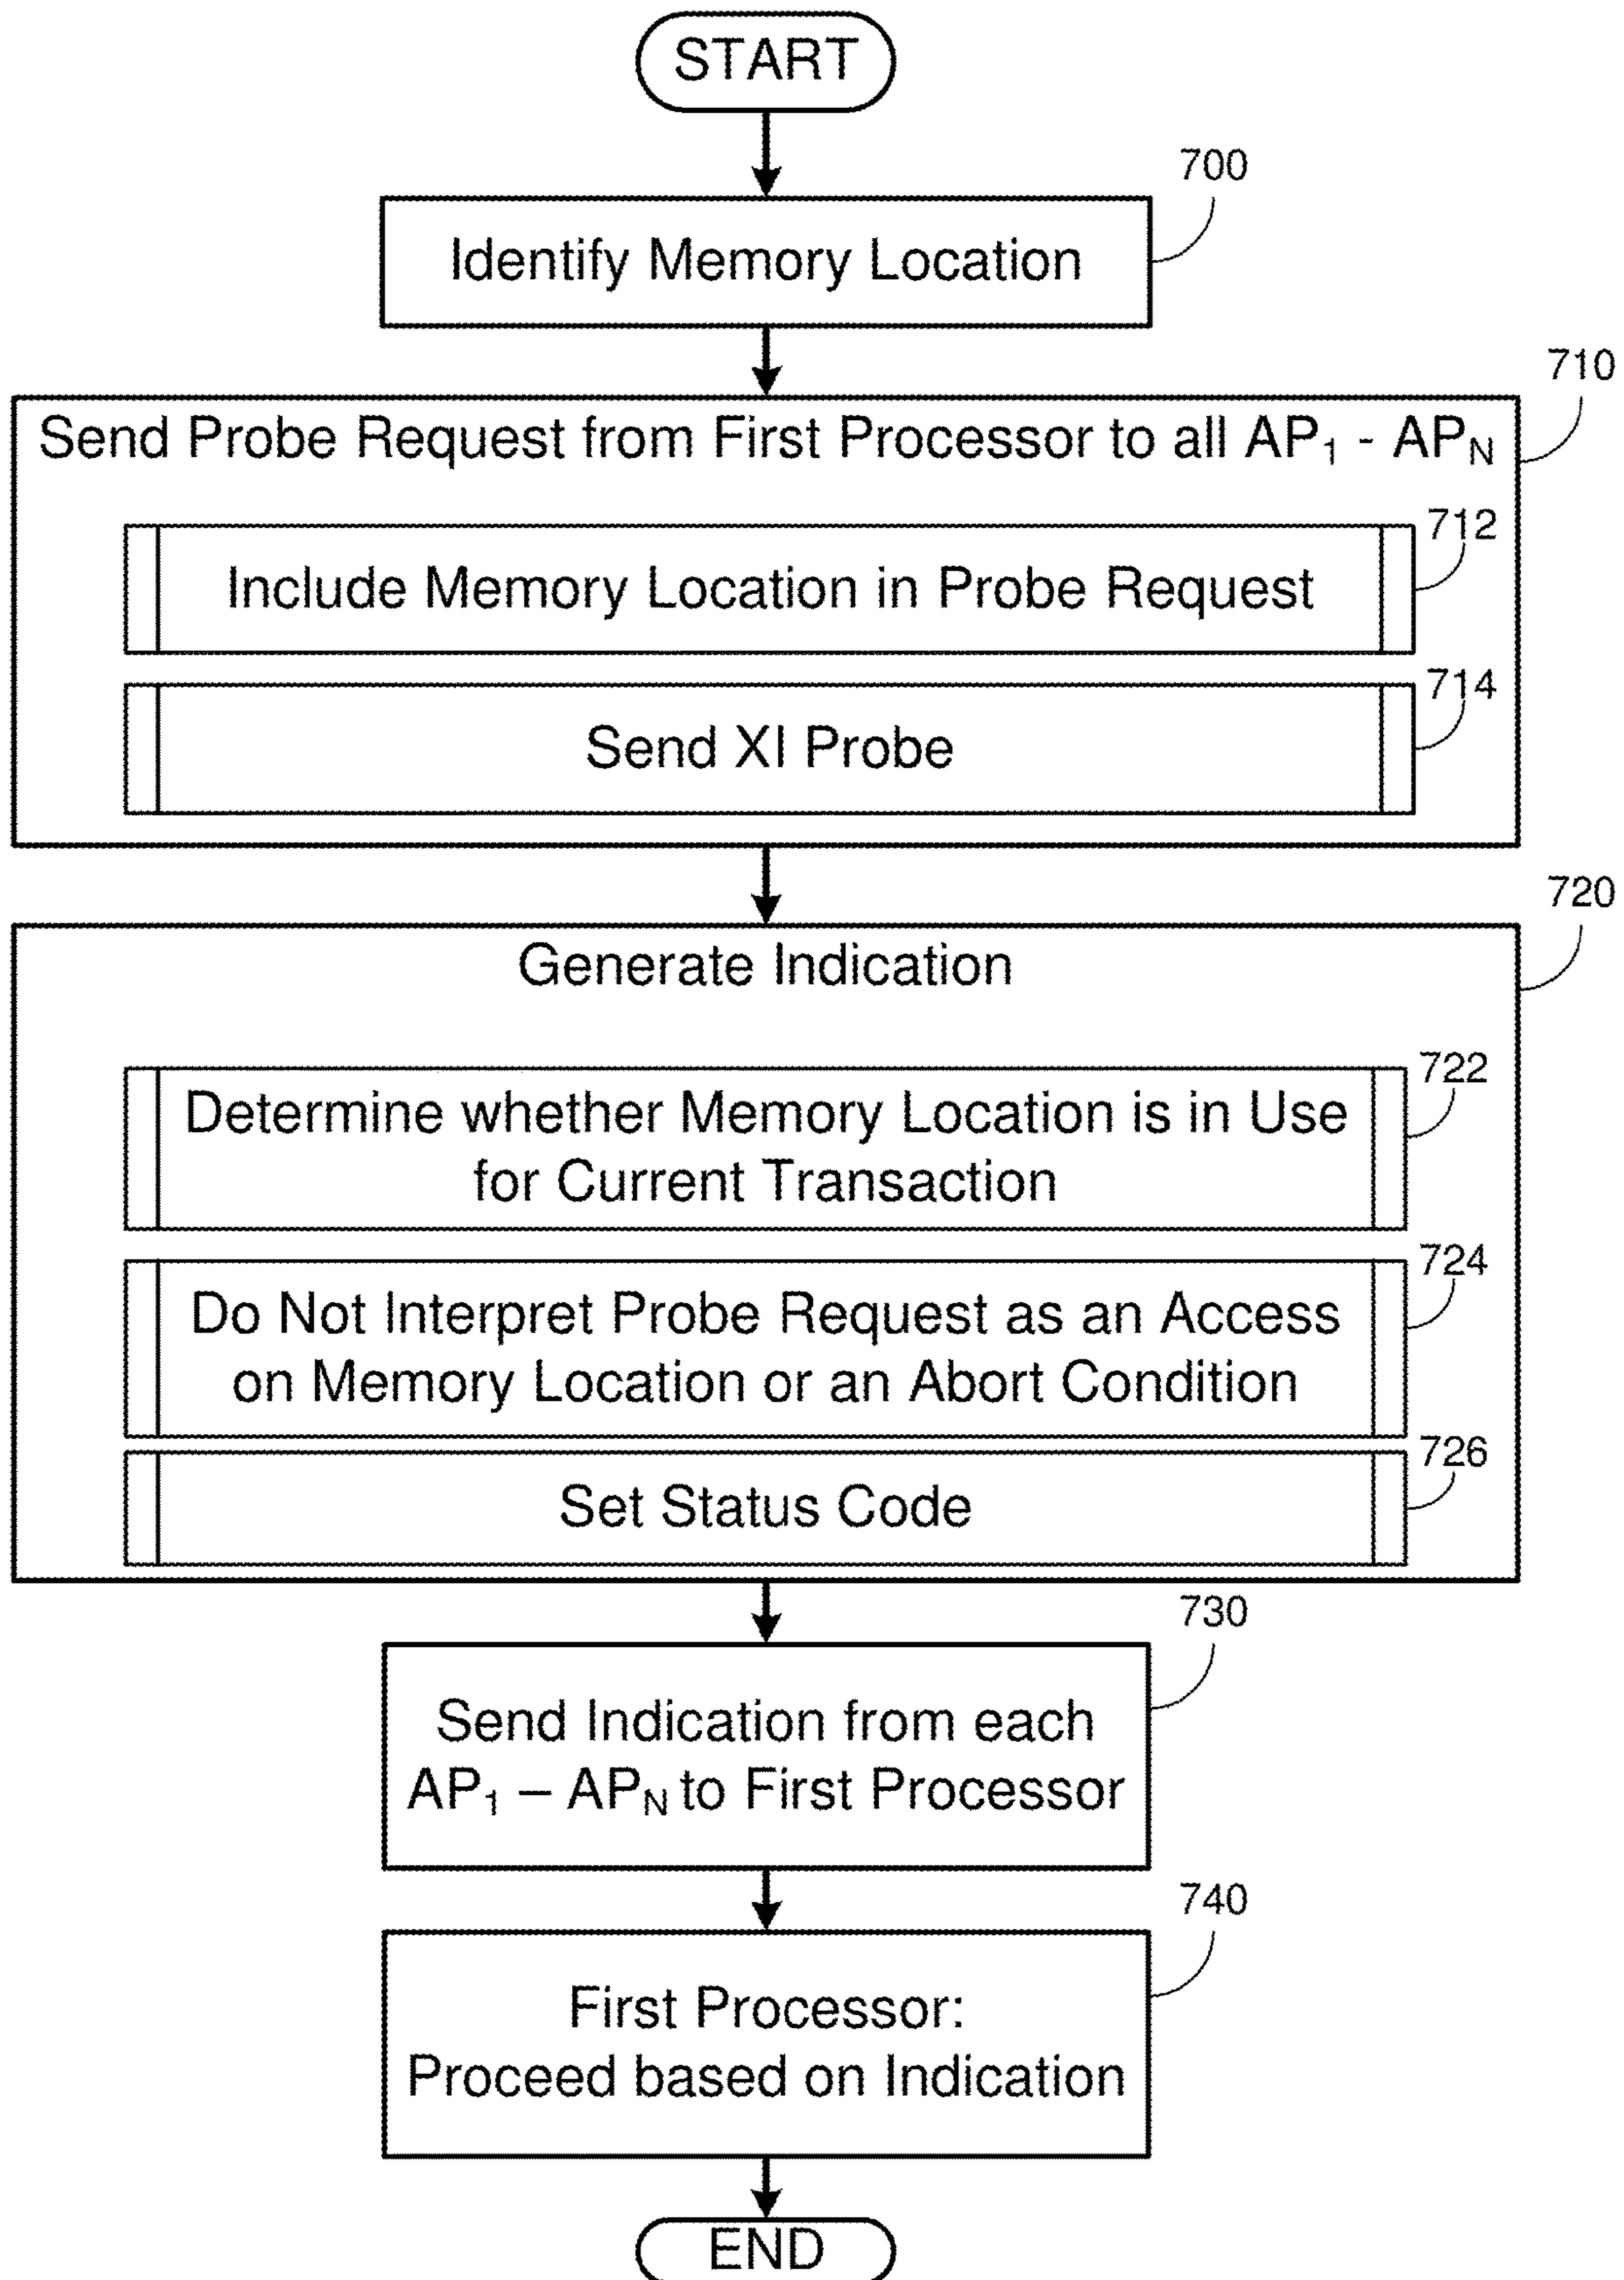 START
700
Identify Memory Location
710
Send Probe Request from First Processor to all AP₁ - APN
712
Include Memory Location in Probe Request
714
Send XI Probe
720
Generate Indication
722
Determine whether Memory Location is in Use
for Current Transaction
724
Do Not Interpret Probe Request as an Access
on Memory Location or an Abort Condition
726
Set Status Code
730
Send Indication from each
AP₁ – APN to First Processor
740
First Processor:
Proceed based on Indication
END